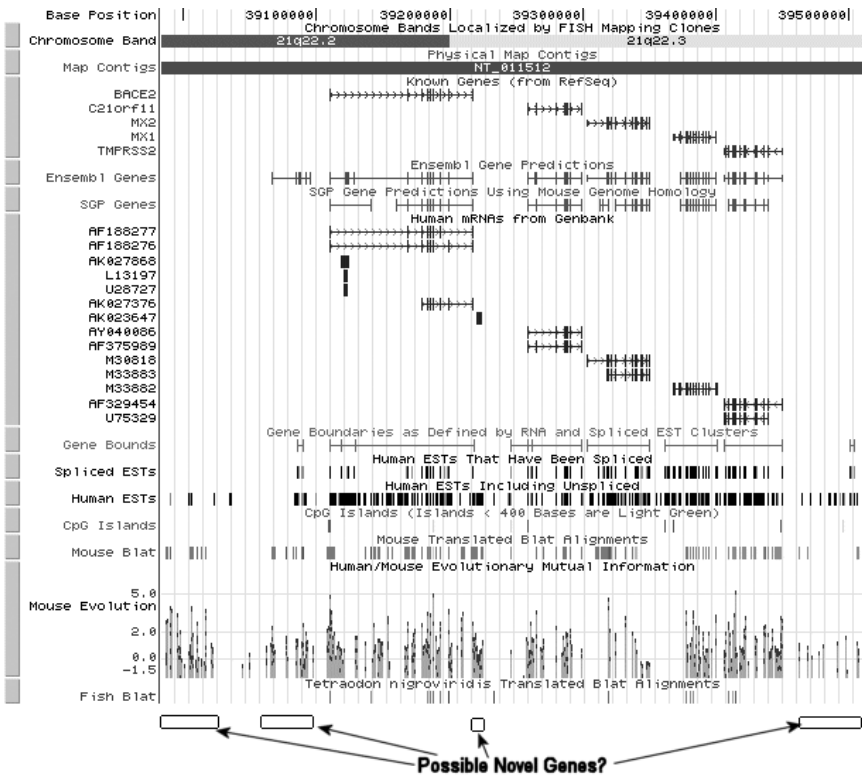 Base Position 39100000 39200000 39300000 39400000 39500000
Chromosome Bands Localized by FISH Mapping Clones
Chromosome Band 21q22.2 21q22.3
Physical Map Contigs
Map Contigs NT_011512
Known Genes (from RefSeq)
BACE2
C21orf11
MX2
MX1
TMPRSS2
Ensembl Gene Predictions
Ensembl Genes
SGP Gene Predictions Using Mouse Genome Homology
SGP Genes
Human mRNAs from Genbank
AF188277
AF188276
AK027868
L13197
U28727
AK027376
AK023647
AY040086
AF375989
M30818
M33883
M33882
AF329454
U75329
Gene Boundaries as Defined by RNA and Spliced EST Clusters
Gene Bounds
Human ESTs That Have Been Spliced
Spliced ESTs
Human ESTs Including Unspliced
Human ESTs
CpG Islands (Islands < 400 Bases are Light Green)
CpG Islands
Mouse Translated Blat Alignments
Mouse Blat
Human/Mouse Evolutionary Mutual Information
5.0
Mouse Evolution
2.0
0.0
-1.5
Tetraodon nigroviridis Translated Blat Alignments
Fish Blat
Possible Novel Genes?